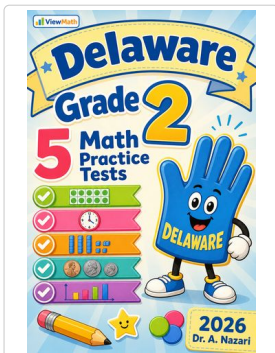 ViewMath
Delaware
Grade 2
5 Math
Practice
Tests
DELAWARE
2026
Dr. A. Nazari